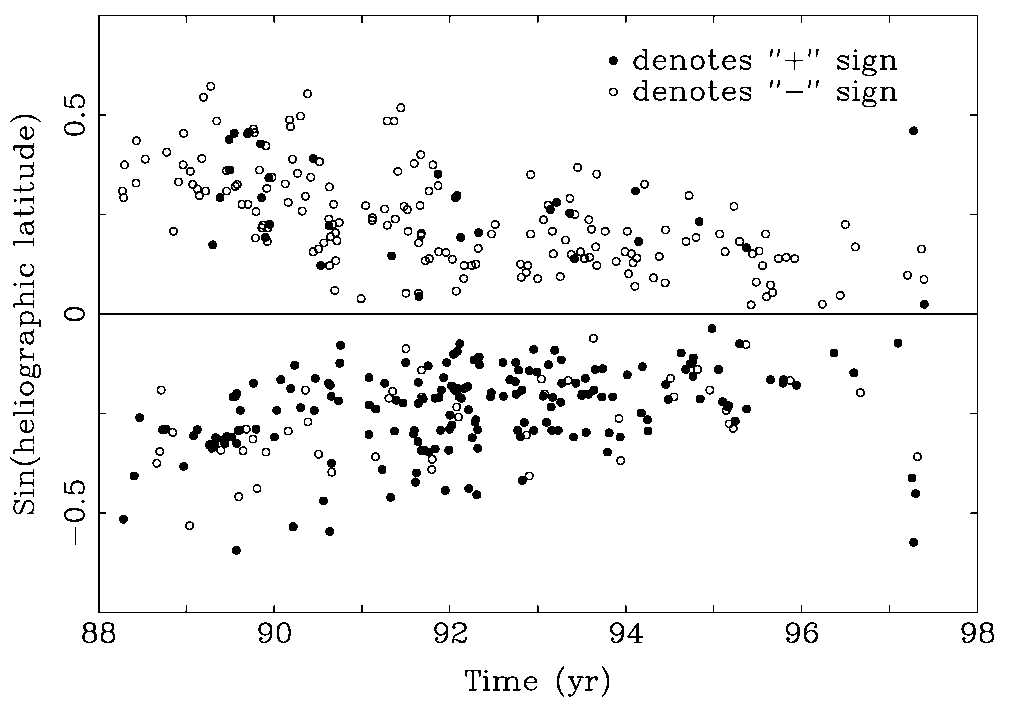 ● denotes "+" sign
○ denotes "−" sign
0.5
0
−0.5
Sin(heliographic latitude)
88 90 92 94 96 98
Time (yr)